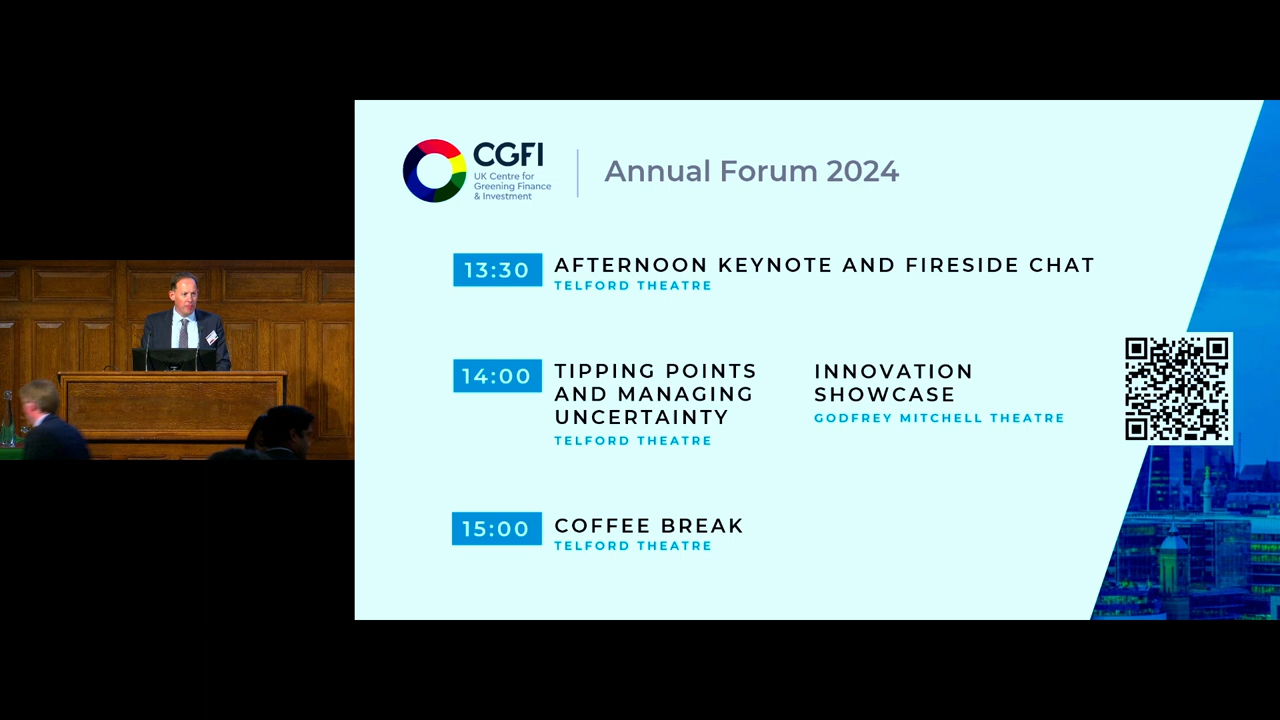 CGFI
UK Centre for
Greening Finance
& Investment
Annual Forum 2024
13:30
AFTERNOON KEYNOTE AND FIRESIDE CHAT
TELFORD THEATRE
14:00
TIPPING POINTS
AND MANAGING
UNCERTAINTY
TELFORD THEATRE
INNOVATION
SHOWCASE
GODFREY MITCHELL THEATRE
15:00
COFFEE BREAK
TELFORD THEATRE